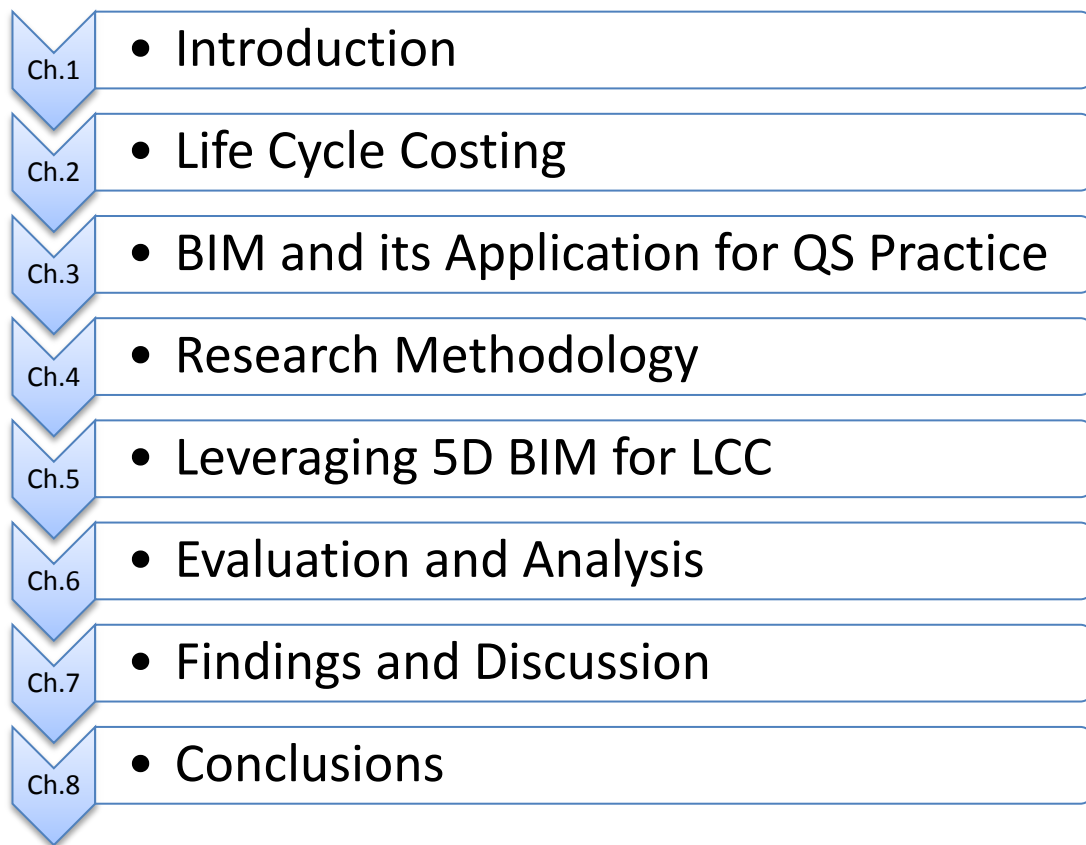 Ch.1 • Introduction
Ch.2 • Life Cycle Costing
Ch.3 • BIM and its Application for QS Practice
Ch.4 • Research Methodology
Ch.5 • Leveraging 5D BIM for LCC
Ch.6 • Evaluation and Analysis
Ch.7 • Findings and Discussion
Ch.8 • Conclusions